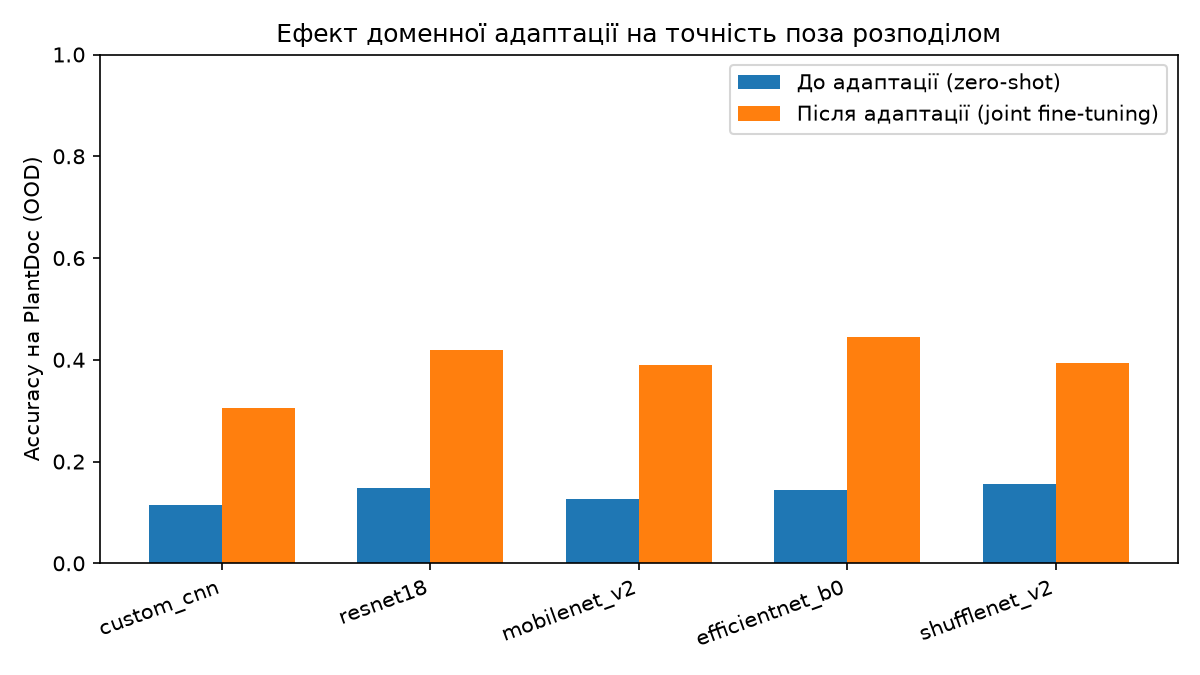 Ефект доменної адаптації на точність поза розподілом
До адаптації (zero-shot)
Після адаптації (joint fine-tuning)
Accuracy на PlantDoc (OOD)
1.0
0.8
0.6
0.4
0.2
0.0
custom_cnn
resnet18
mobilenet_v2
efficientnet_b0
shufflenet_v2